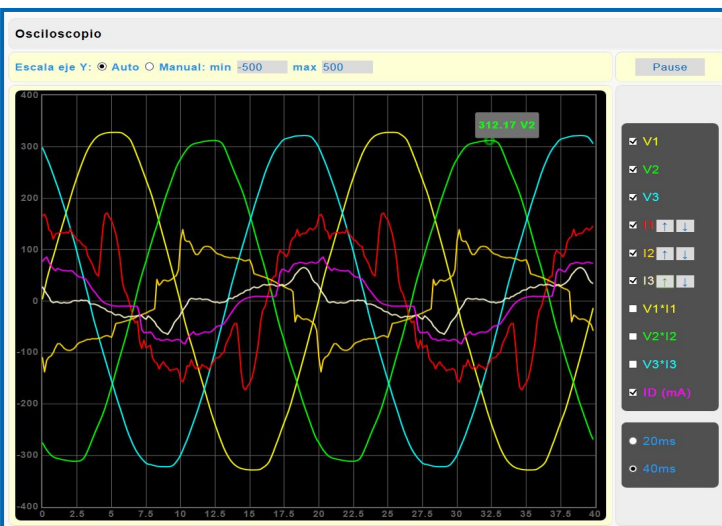 Osciloscopio
Escala eje Y: Auto Manual: min -500 max 500
Pause
400
300
200
100
0
-100
-200
-300
-400
0 2.5 5 7.5 10 12.5 15 17.5 20 22.5 25 27.5 30 32.5 35 37.5 40
312.17 V2
V1
V2
V3
I1 ↑ ↓
I2 ↑ ↓
I3 ↑ ↓
V1*I1
V2*I2
V3*I3
ID (mA)
20ms
40ms